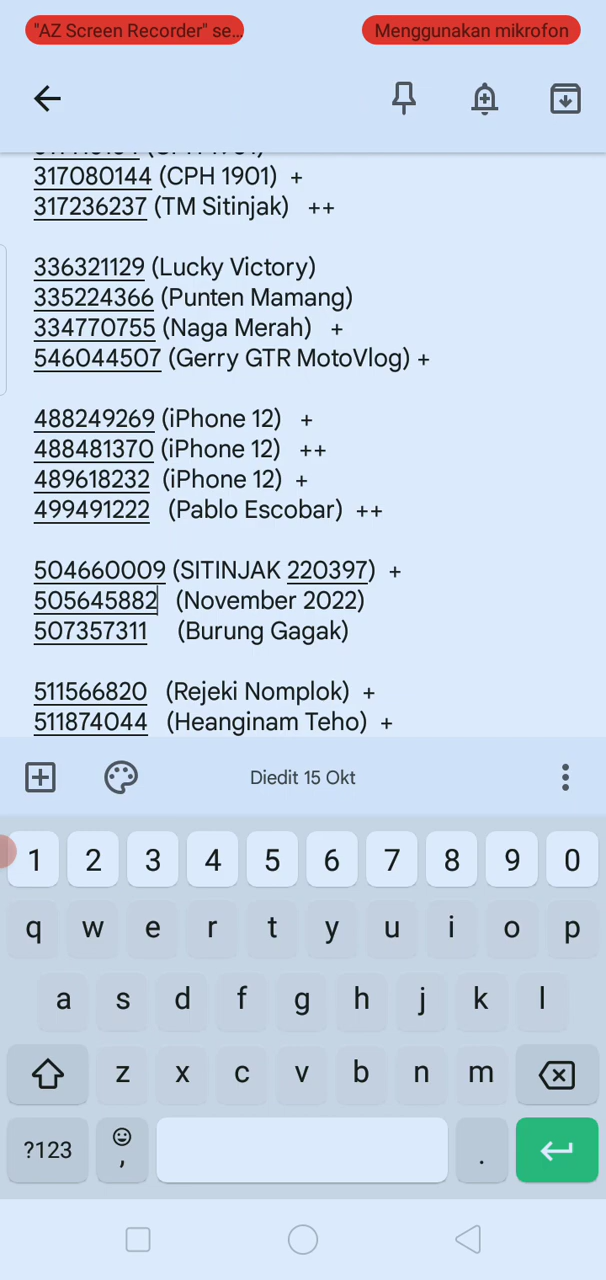 "AZ Screen Recorder" se... Menggunakan mikrofon
317080144 (CPH 1901) +
317236237 (TM Sitinjak) ++
336321129 (Lucky Victory)
335224366 (Punten Mamang)
334770755 (Naga Merah) +
546044507 (Gerry GTR MotoVlog) +
488249269 (iPhone 12) +
488481370 (iPhone 12) ++
489618232 (iPhone 12) +
499491222 (Pablo Escobar) ++
504660009 (SITINJAK 220397) +
505645882 (November 2022)
507357311 (Burung Gagak)
511566820 (Rejeki Nomplok) +
511874044 (Heanginam Teho) +
Diedit 15 Okt
1 2 3 4 5 6 7 8 9 0
q w e r t y u i o p
a s d f g h j k l
z x c v b n m
?123 , .